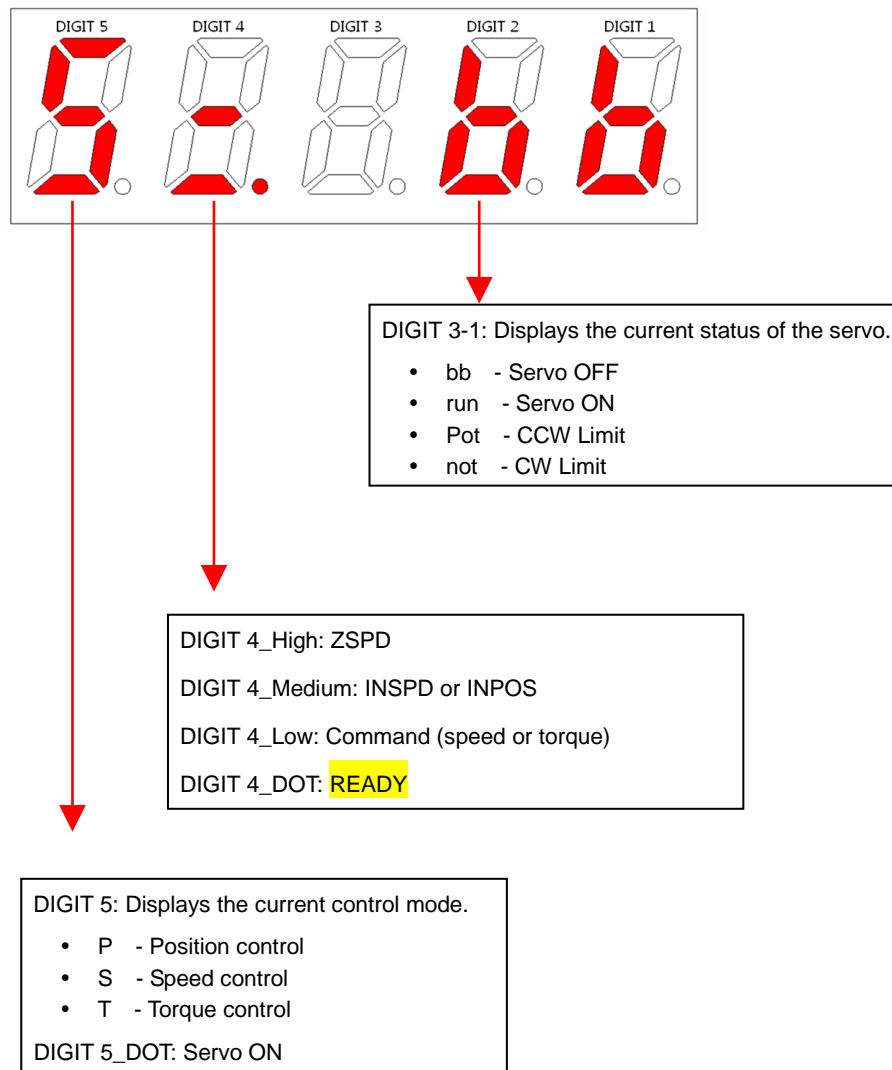 DIGIT 5 DIGIT 4 DIGIT 3 DIGIT 2 DIGIT 1
S = . b b
DIGIT 3-1: Displays the current status of the servo.
• bb - Servo OFF
• run - Servo ON
• Pot - CCW Limit
• not - CW Limit
DIGIT 4_High: ZSPD
DIGIT 4_Medium: INSPD or INPOS
DIGIT 4_Low: Command (speed or torque)
DIGIT 4_DOT: READY
DIGIT 5: Displays the current control mode.
• P - Position control
• S - Speed control
• T - Torque control
DIGIT 5_DOT: Servo ON